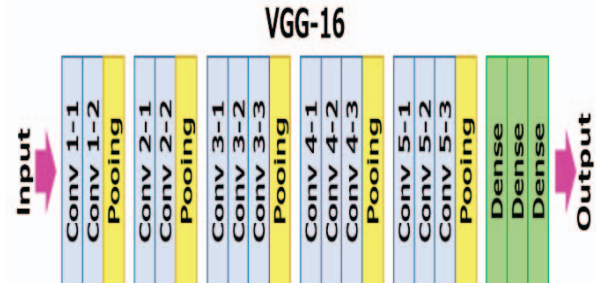 VGG-16
Input
Conv 1-1
Conv 1-2
Pooing
Conv 2-1
Conv 2-2
Pooing
Conv 3-1
Conv 3-2
Conv 3-3
Pooing
Conv 4-1
Conv 4-2
Conv 4-3
Pooing
Conv 5-1
Conv 5-2
Conv 5-3
Pooing
Dense
Dense
Dense
Output